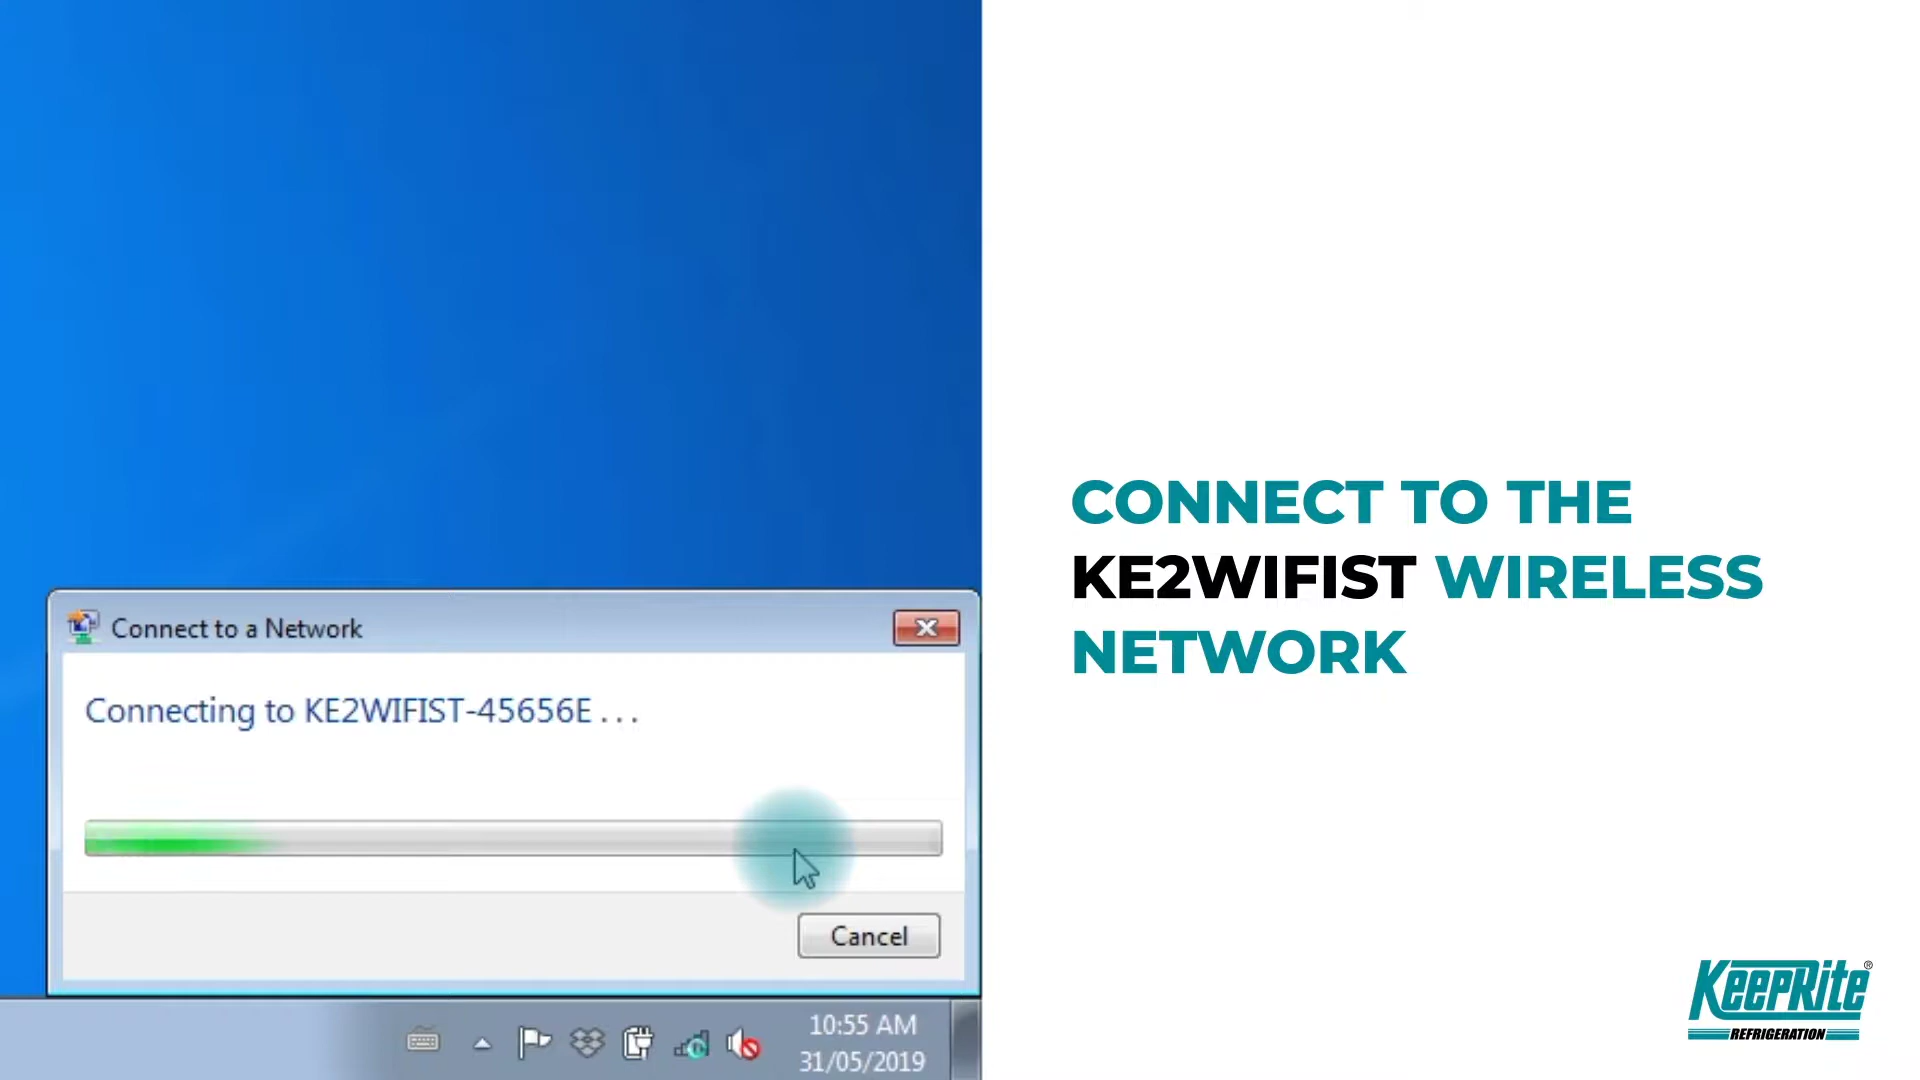 Connect to a Network
Connecting to KE2WIFIST-45656E . . .
Cancel
10:55 AM
31/05/2019
CONNECT TO THE
KE2WIFIST WIRELESS
NETWORK
KeepRite®
REFRIGERATION